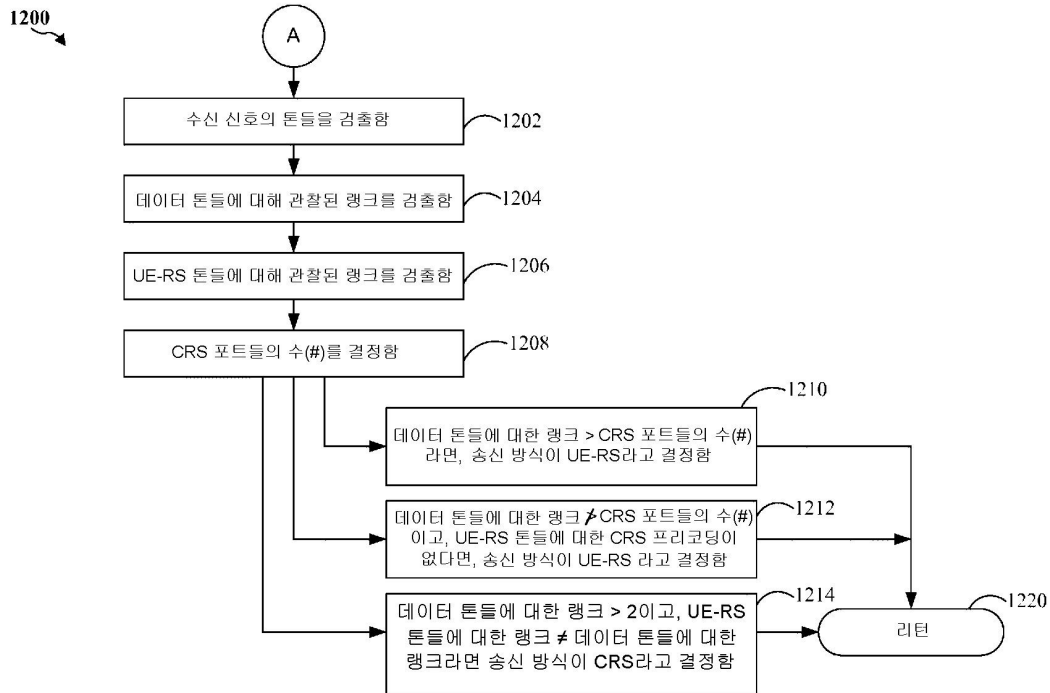 1200
A
수신 신호의 톤들을 검출함
1202
데이터 톤들에 대해 관찰된 랭크를 검출함
1204
UE-RS 톤들에 대해 관찰된 랭크를 검출함
1206
CRS 포트들의 수(#)를 결정함
1208
1210
데이터 톤들에 대한 랭크 > CRS 포트들의 수(#)
라면, 송신 방식이 UE-RS라고 결정함
1212
데이터 톤들에 대한 랭크 ≯ CRS 포트들의 수(#)
이고, UE-RS 톤들에 대한 CRS 프리코딩이
없다면, 송신 방식이 UE-RS 라고 결정함
1214
데이터 톤들에 대한 랭크 > 2이고, UE-RS
톤들에 대한 랭크 ≠ 데이터 톤들에 대한
랭크라면 송신 방식이 CRS라고 결정함
1220
리턴